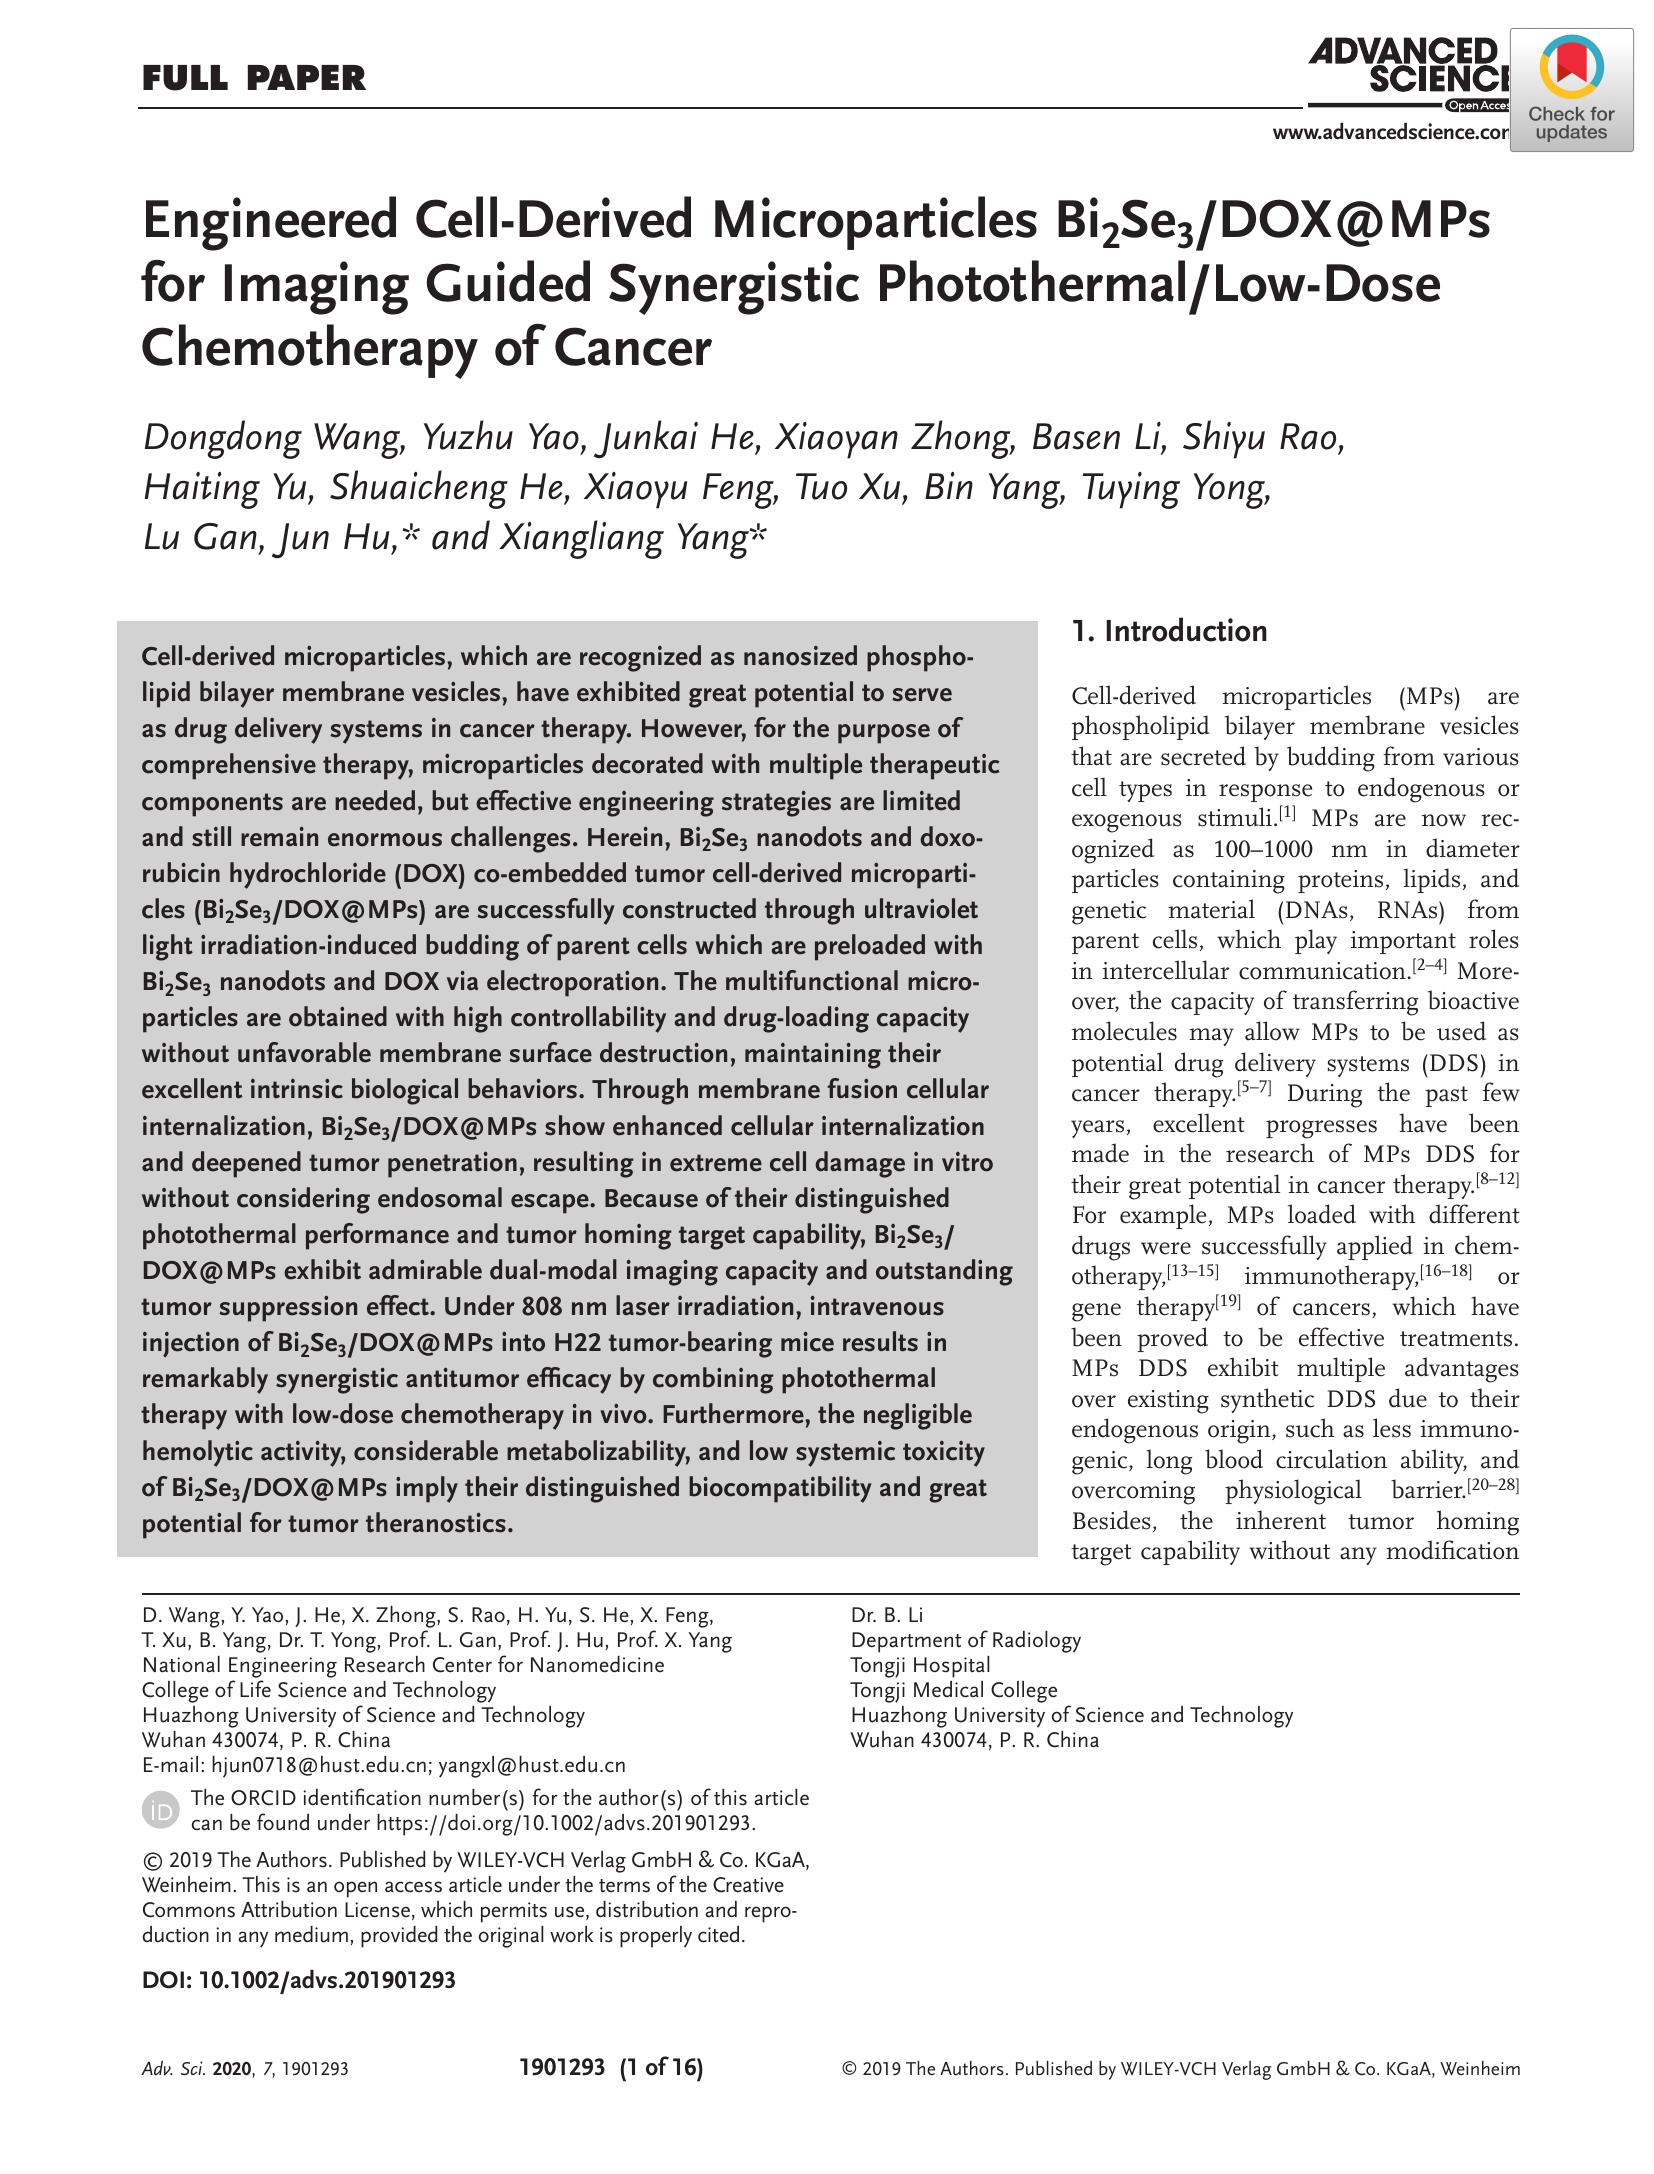 FULL PAPER
ADVANCED
SCIENCE
Open Access
www.advancedscience.com
Check for
updates
Engineered Cell-Derived Microparticles Bi₂Se₃/DOX@MPs
for Imaging Guided Synergistic Photothermal/Low-Dose
Chemotherapy of Cancer
Dongdong Wang, Yuzhu Yao, Junkai He, Xiaoyan Zhong, Basen Li, Shiyu Rao,
Haiting Yu, Shuaicheng He, Xiaoyu Feng, Tuo Xu, Bin Yang, Tuying Yong,
Lu Gan, Jun Hu,* and Xiangliang Yang*
Cell-derived microparticles, which are recognized as nanosized phospho-
lipid bilayer membrane vesicles, have exhibited great potential to serve
as drug delivery systems in cancer therapy. However, for the purpose of
comprehensive therapy, microparticles decorated with multiple therapeutic
components are needed, but effective engineering strategies are limited
and still remain enormous challenges. Herein, Bi₂Se₃ nanodots and doxo-
rubicin hydrochloride (DOX) co-embedded tumor cell-derived microparti-
cles (Bi₂Se₃/DOX@MPs) are successfully constructed through ultraviolet
light irradiation-induced budding of parent cells which are preloaded with
Bi₂Se₃ nanodots and DOX via electroporation. The multifunctional micro-
particles are obtained with high controllability and drug-loading capacity
without unfavorable membrane surface destruction, maintaining their
excellent intrinsic biological behaviors. Through membrane fusion cellular
internalization, Bi₂Se₃/DOX@MPs show enhanced cellular internalization
and deepened tumor penetration, resulting in extreme cell damage in vitro
without considering endosomal escape. Because of their distinguished
photothermal performance and tumor homing target capability, Bi₂Se₃/
DOX@MPs exhibit admirable dual-modal imaging capacity and outstanding
tumor suppression effect. Under 808 nm laser irradiation, intravenous
injection of Bi₂Se₃/DOX@MPs into H22 tumor-bearing mice results in
remarkably synergistic antitumor efficacy by combining photothermal
therapy with low-dose chemotherapy in vivo. Furthermore, the negligible
hemolytic activity, considerable metabolizability, and low systemic toxicity
of Bi₂Se₃/DOX@MPs imply their distinguished biocompatibility and great
potential for tumor theranostics.
1. Introduction
Cell-derived microparticles (MPs) are
phospholipid bilayer membrane vesicles
that are secreted by budding from various
cell types in response to endogenous or
exogenous stimuli.[1] MPs are now rec-
ognized as 100–1000 nm in diameter
particles containing proteins, lipids, and
genetic material (DNAs, RNAs) from
parent cells, which play important roles
in intercellular communication.[2–4] More-
over, the capacity of transferring bioactive
molecules may allow MPs to be used as
potential drug delivery systems (DDS) in
cancer therapy.[5–7] During the past few
years, excellent progresses have been
made in the research of MPs DDS for
their great potential in cancer therapy.[8–12]
For example, MPs loaded with different
drugs were successfully applied in chem-
otherapy,[13–15] immunotherapy,[16–18] or
gene therapy[19] of cancers, which have
been proved to be effective treatments.
MPs DDS exhibit multiple advantages
over existing synthetic DDS due to their
endogenous origin, such as less immuno-
genic, long blood circulation ability, and
overcoming physiological barrier.[20–28]
Besides, the inherent tumor homing
target capability without any modification
D. Wang, Y. Yao, J. He, X. Zhong, S. Rao, H. Yu, S. He, X. Feng,
T. Xu, B. Yang, Dr. T. Yong, Prof. L. Gan, Prof. J. Hu, Prof. X. Yang
National Engineering Research Center for Nanomedicine
College of Life Science and Technology
Huazhong University of Science and Technology
Wuhan 430074, P. R. China
E-mail: hjun0718@hust.edu.cn; yangxl@hust.edu.cn
iD
The ORCID identification number(s) for the author(s) of this article
can be found under https://doi.org/10.1002/advs.201901293.
© 2019 The Authors. Published by WILEY-VCH Verlag GmbH & Co. KGaA,
Weinheim. This is an open access article under the terms of the Creative
Commons Attribution License, which permits use, distribution and repro-
duction in any medium, provided the original work is properly cited.
DOI: 10.1002/advs.201901293
Dr. B. Li
Department of Radiology
Tongji Hospital
Tongji Medical College
Huazhong University of Science and Technology
Wuhan 430074, P. R. China
Adv. Sci. 2020, 7, 1901293
1901293 (1 of 16)
© 2019 The Authors. Published by WILEY-VCH Verlag GmbH & Co. KGaA, Weinheim